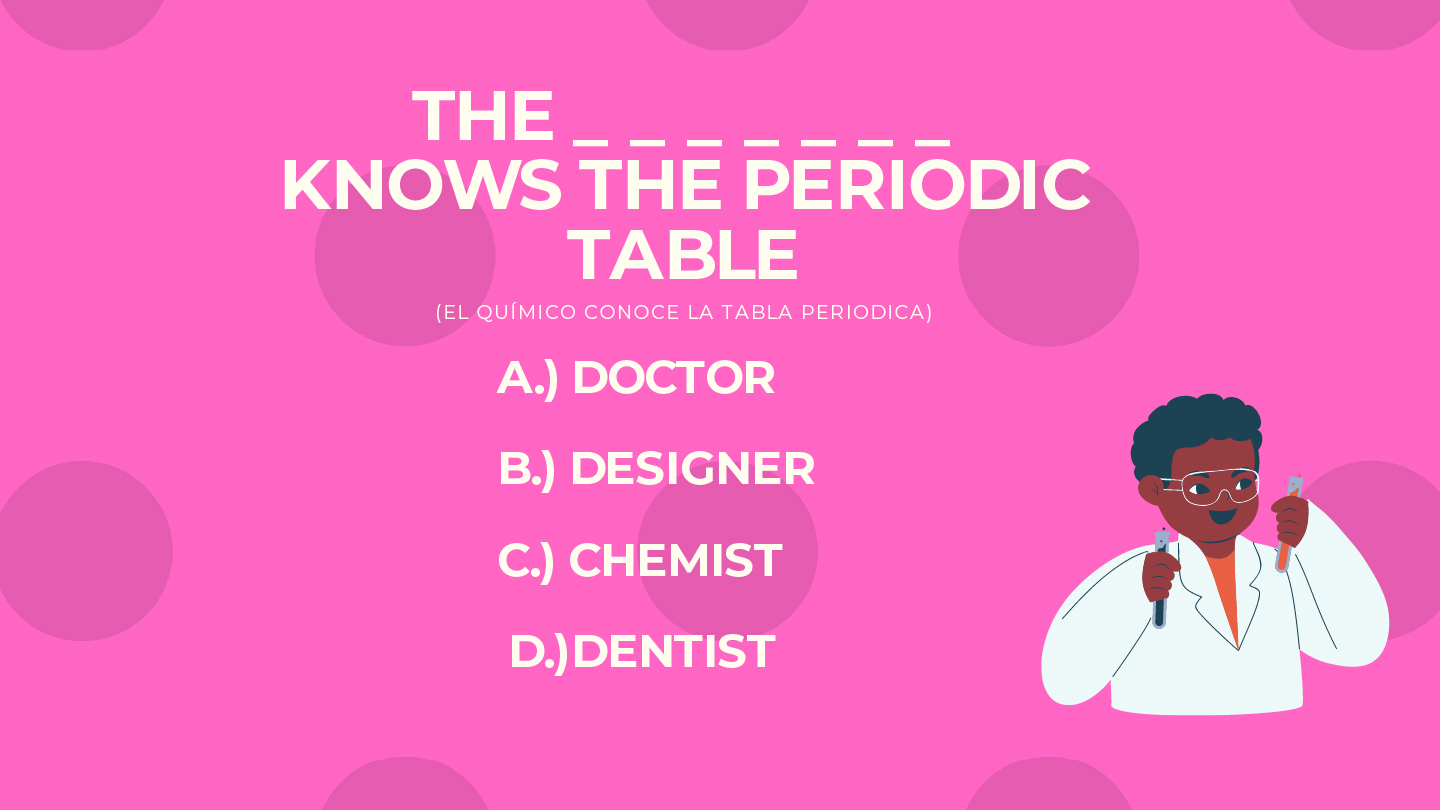 THE _ _ _ _ _ _ _
KNOWS THE PERIODIC
TABLE
(EL QUÍMICO CONOCE LA TABLA PERIODICA)
A.) DOCTOR
B.) DESIGNER
C.) CHEMIST
D.)DENTIST